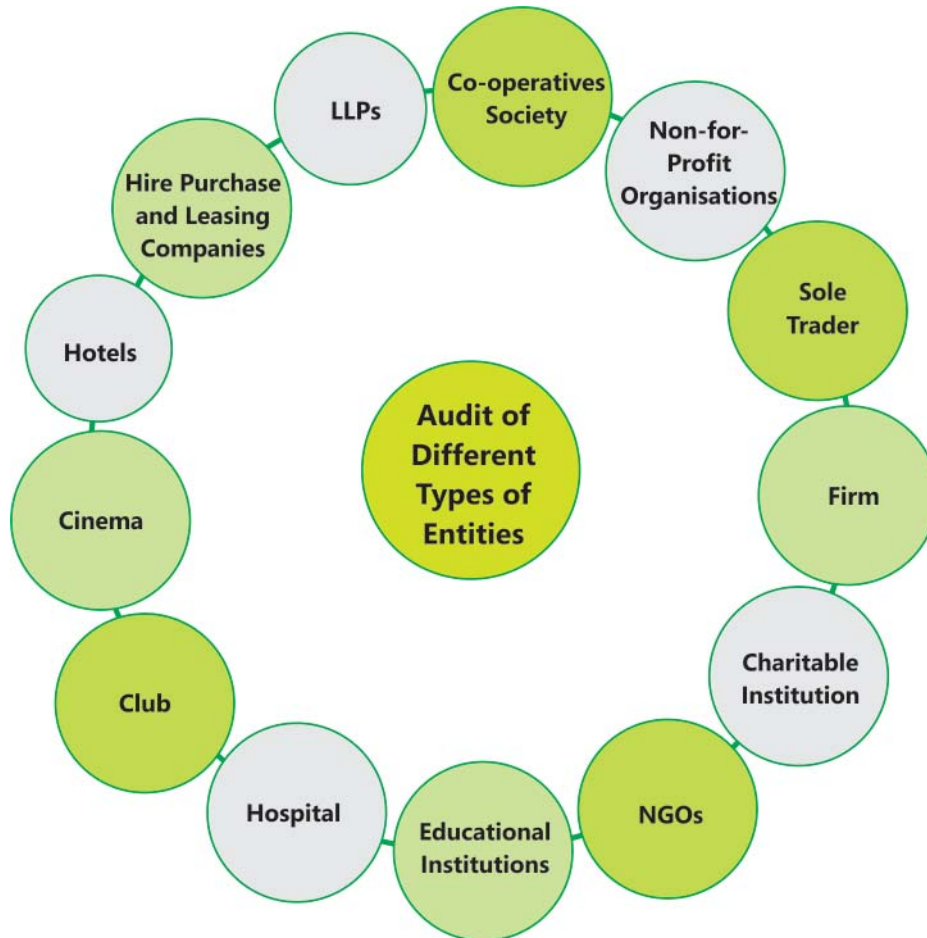 Audit of
Different
Types of
Entities
Co-operatives
Society
Non-for-
Profit
Organisations
Sole
Trader
Firm
Charitable
Institution
NGOs
Educational
Institutions
Hospital
Club
Cinema
Hotels
Hire Purchase
and Leasing
Companies
LLPs